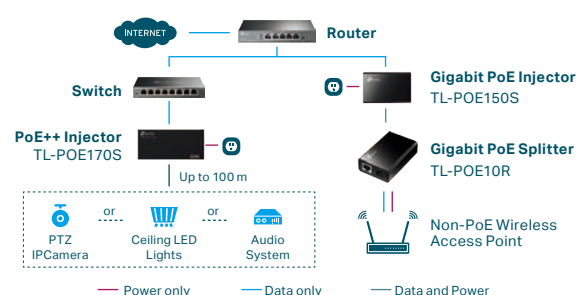 INTERNET
Router
Switch
Gigabit PoE Injector
TL-POE150S
PoE++ Injector
TL-POE170S
Gigabit PoE Splitter
TL-POE10R
Up to 100 m
or
or
PTZ
IPCamera
Ceiling LED
Lights
Audio
System
Non-PoE Wireless
Access Point
Power only
Data only
Data and Power